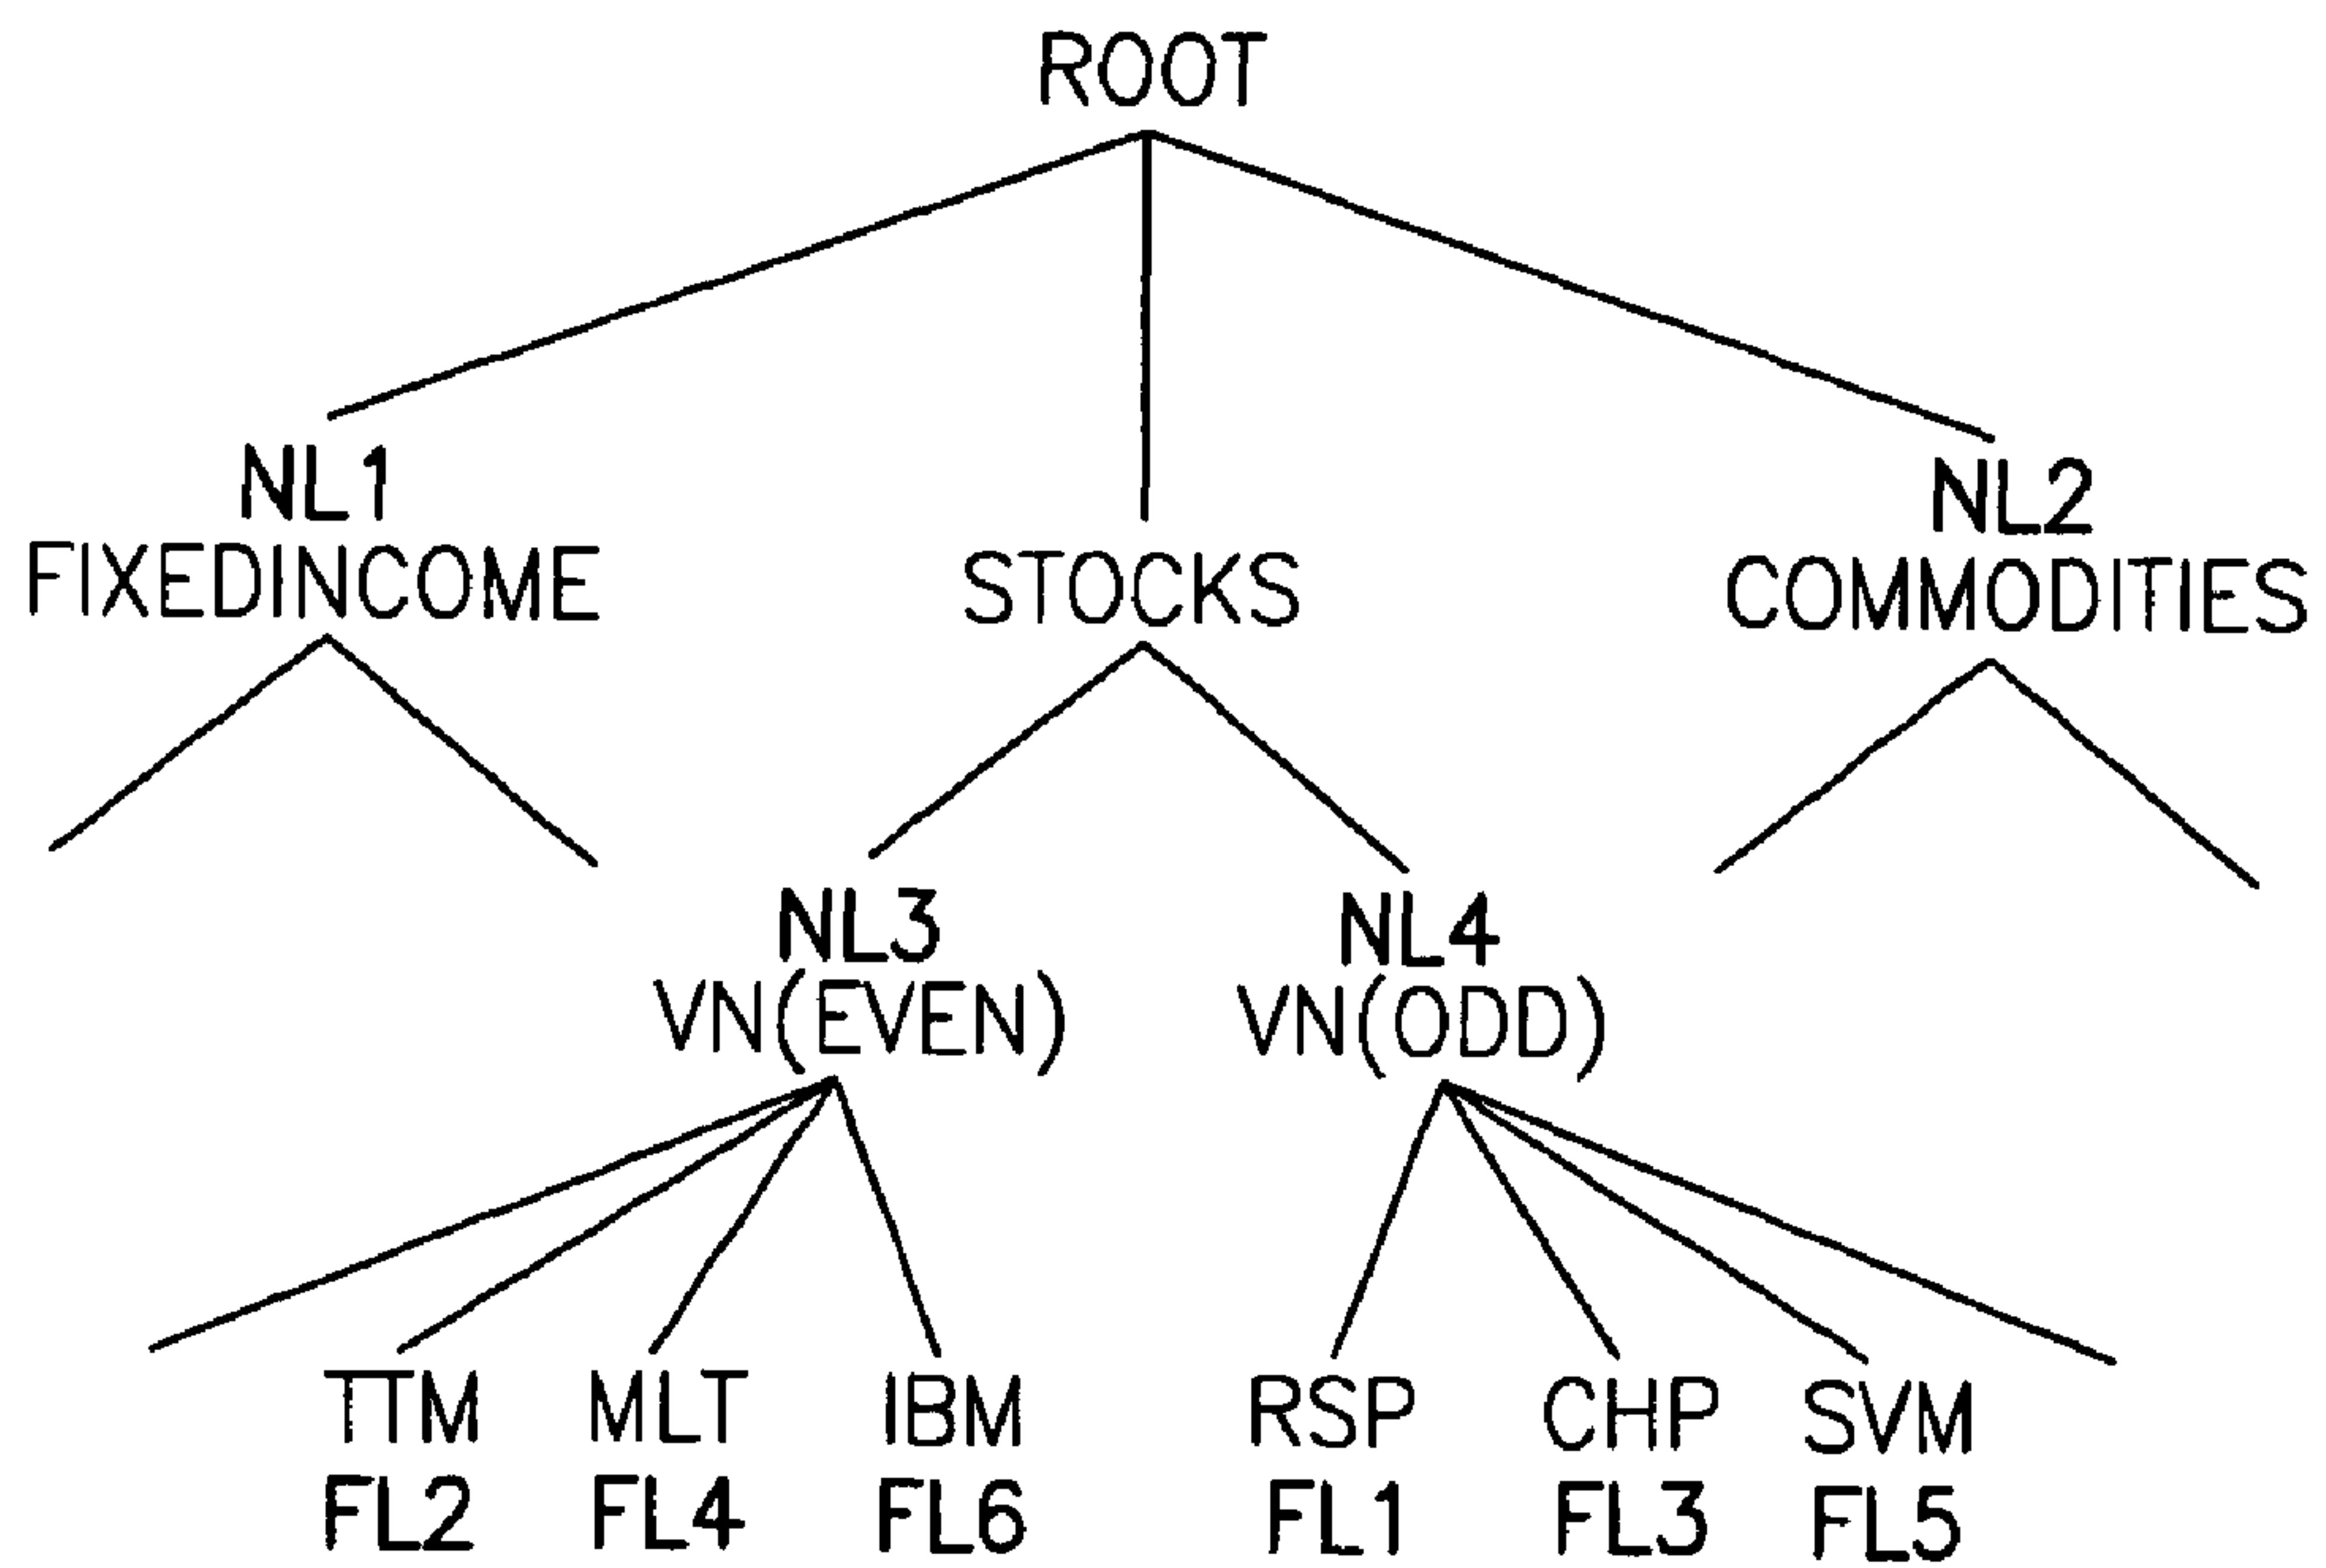 ROOT
NL1
FIXEDINCOME
STOCKS
NL2
COMMODITIES
NL3
VN(EVEN)
NL4
VN(ODD)
TTM MLT IBM RSP CHP SVM
FL2 FL4 FL6 FL1 FL3 FL5